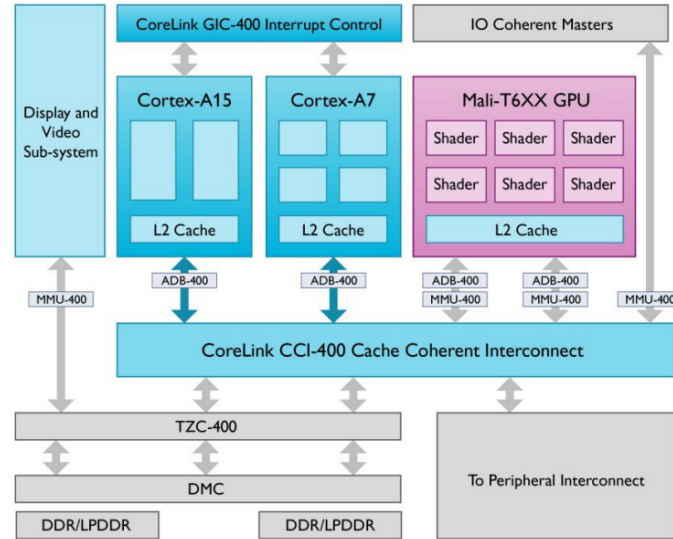 CoreLink GIC-400 Interrupt Control
IO Coherent Masters
Display and
Video
Sub-system
Cortex-A15
Cortex-A7
Mali-T6XX GPU
Shader
Shader
Shader
Shader
Shader
Shader
L2 Cache
L2 Cache
L2 Cache
MMU-400
ADB-400
ADB-400
ADB-400
MMU-400
ADB-400
MMU-400
MMU-400
CoreLink CCI-400 Cache Coherent Interconnect
TZC-400
DMC
To Peripheral Interconnect
DDR/LPDDR
DDR/LPDDR